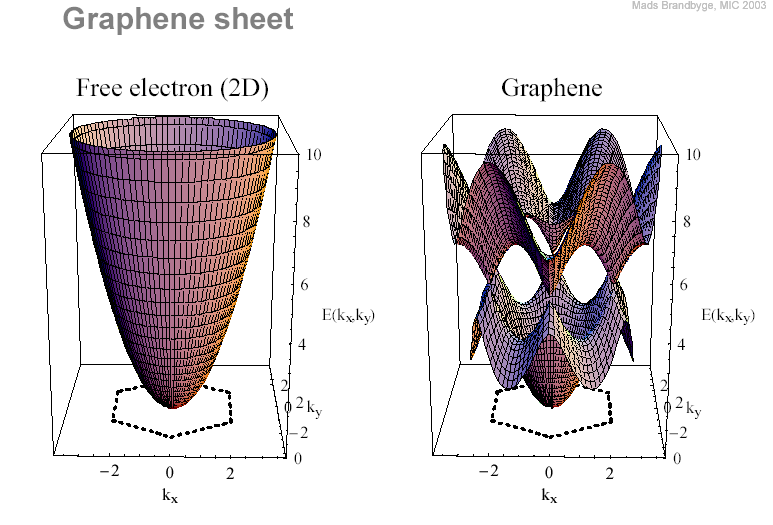 Mads Brandbyge, MIC 2003
Graphene sheet
Free electron (2D)
10
8
6
4
2
0
2
−2
0
E(kx,ky)
ky
−2
0
2
kx
Graphene
10
8
6
4
2
0
2
−2
0
E(kx,ky)
ky
−2
0
2
kx